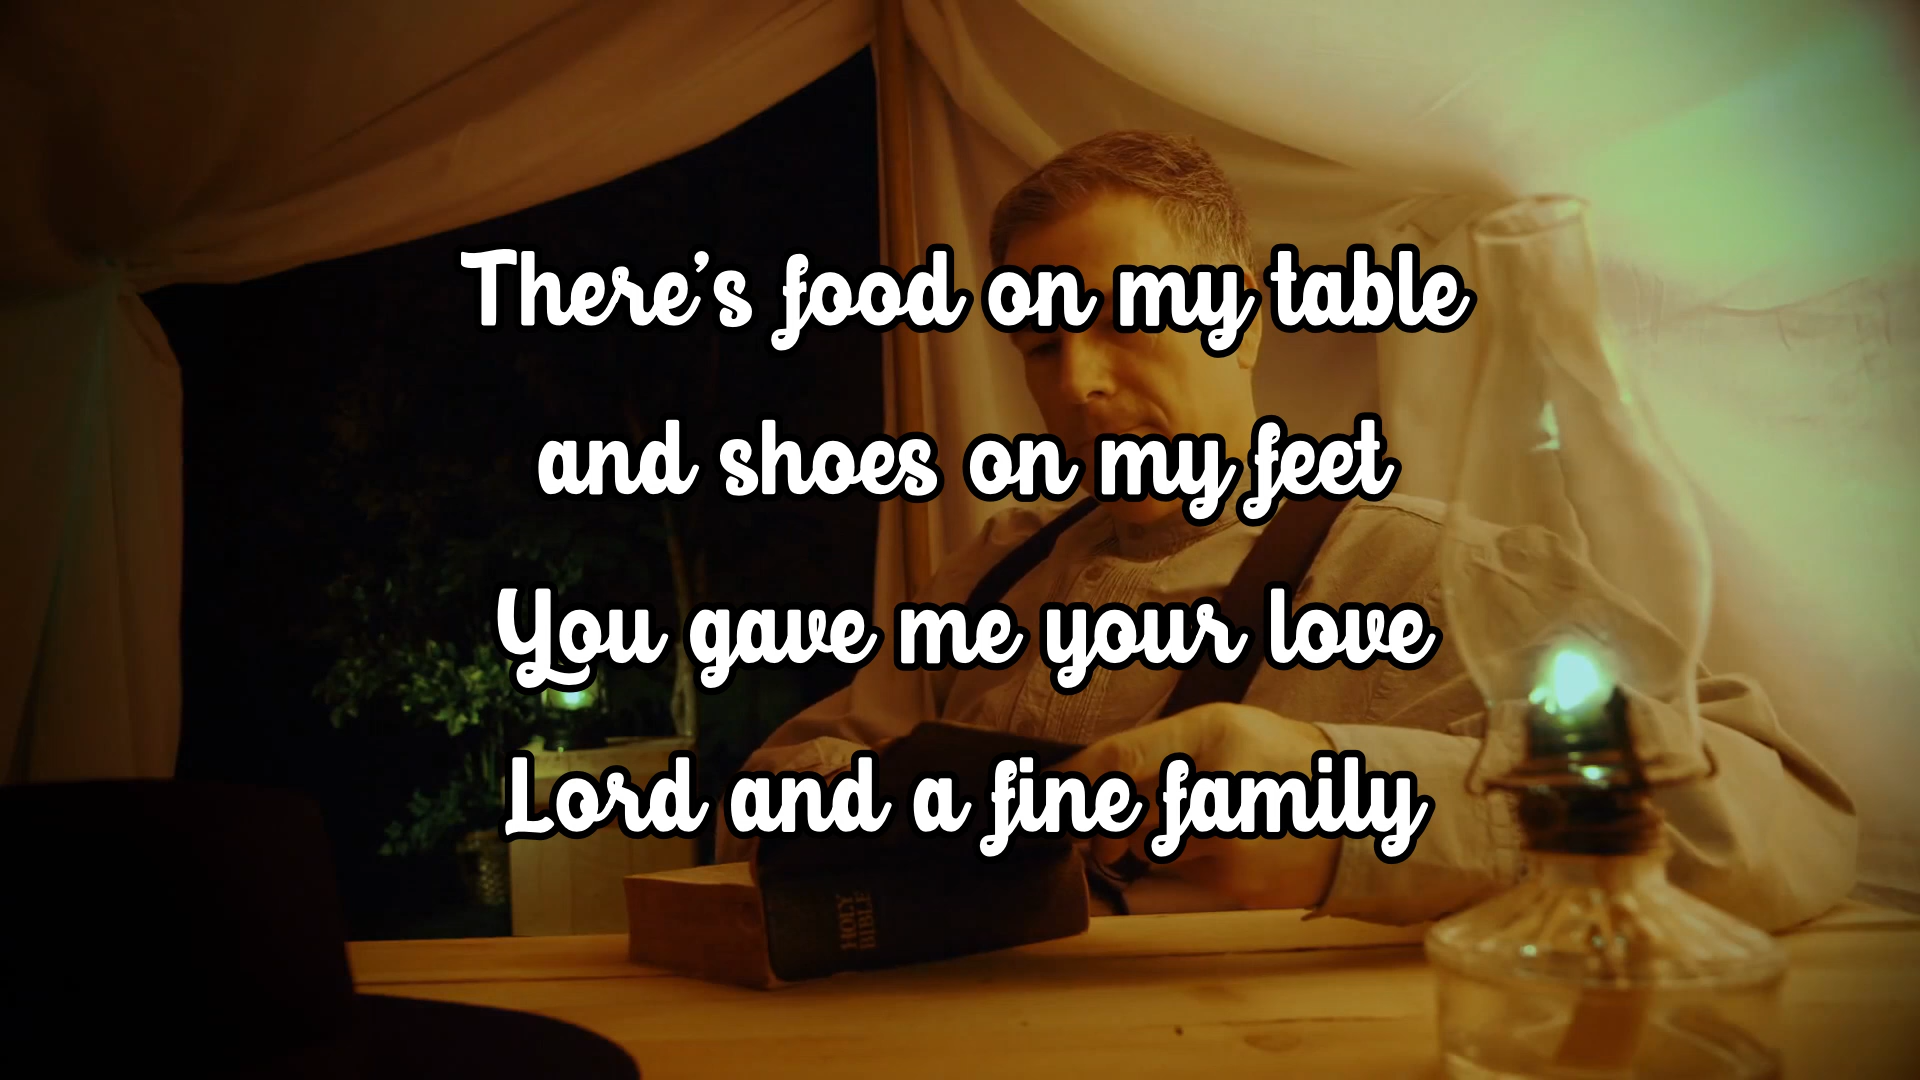 There's food on my table
and shoes on my feet
You gave me your love
Lord and a fine family
HOLY
BIBLE